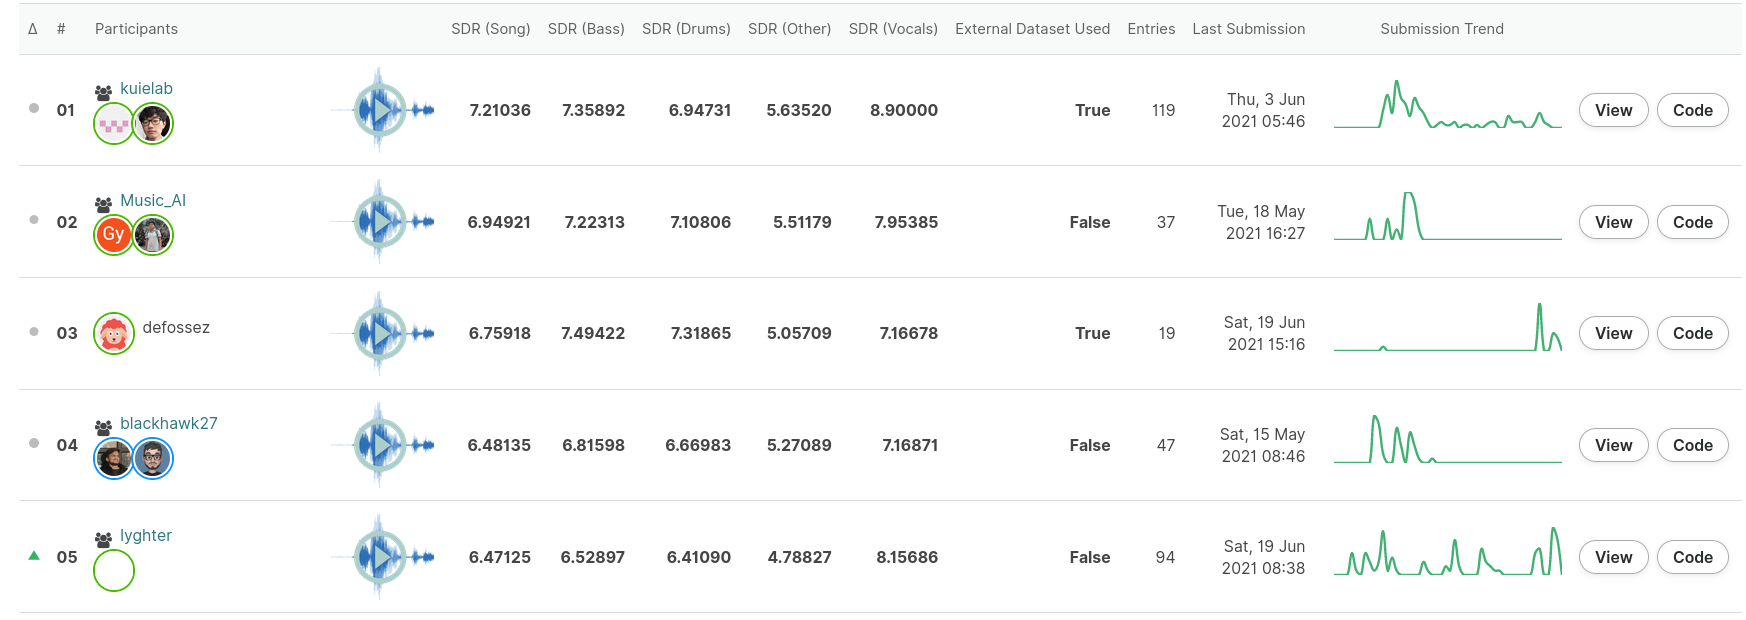 Δ # Participants SDR (Song) SDR (Bass) SDR (Drums) SDR (Other) SDR (Vocals) External Dataset Used Entries Last Submission Submission Trend
kuielab
01 7.21036 7.35892 6.94731 5.63520 8.90000 True 119 Thu, 3 Jun
2021 05:46
View Code
Music_AI
Gy
02 6.94921 7.22313 7.10806 5.51179 7.95385 False 37 Tue, 18 May
2021 16:27
View Code
03 defossez 6.75918 7.49422 7.31865 5.05709 7.16678 True 19 Sat, 19 Jun
2021 15:16
View Code
blackhawk27
04 6.48135 6.81598 6.66983 5.27089 7.16871 False 47 Sat, 15 May
2021 08:46
View Code
lyghter
05 6.47125 6.52897 6.41090 4.78827 8.15686 False 94 Sat, 19 Jun
2021 08:38
View Code